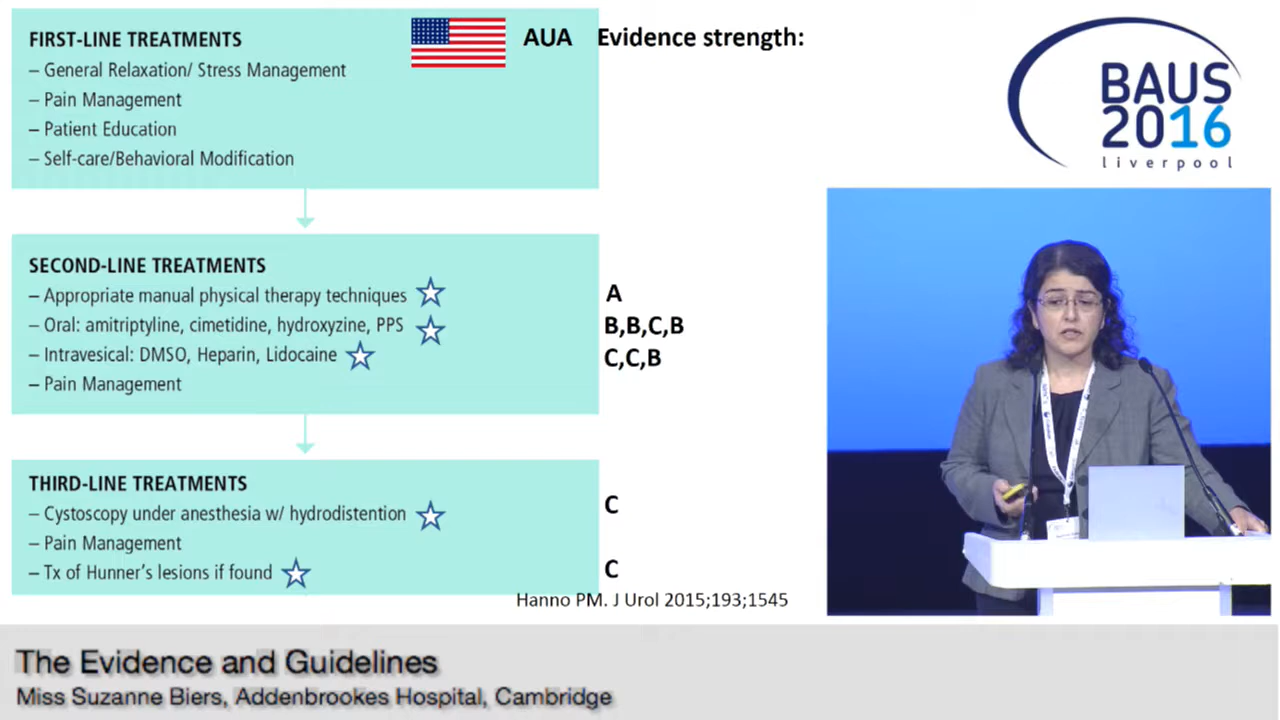 FIRST-LINE TREATMENTS
– General Relaxation/ Stress Management
– Pain Management
– Patient Education
– Self-care/Behavioral Modification
AUA Evidence strength:
SECOND-LINE TREATMENTS
– Appropriate manual physical therapy techniques
A
– Oral: amitriptyline, cimetidine, hydroxyzine, PPS
B,B,C,B
– Intravesical: DMSO, Heparin, Lidocaine
C,C,B
– Pain Management
THIRD-LINE TREATMENTS
– Cystoscopy under anesthesia w/ hydrodistention
C
– Pain Management
– Tx of Hunner's lesions if found
C
Hanno PM. J Urol 2015;193;1545
BAUS
2016
liverpool
The Evidence and Guidelines
Miss Suzanne Biers, Addenbrookes Hospital, Cambridge